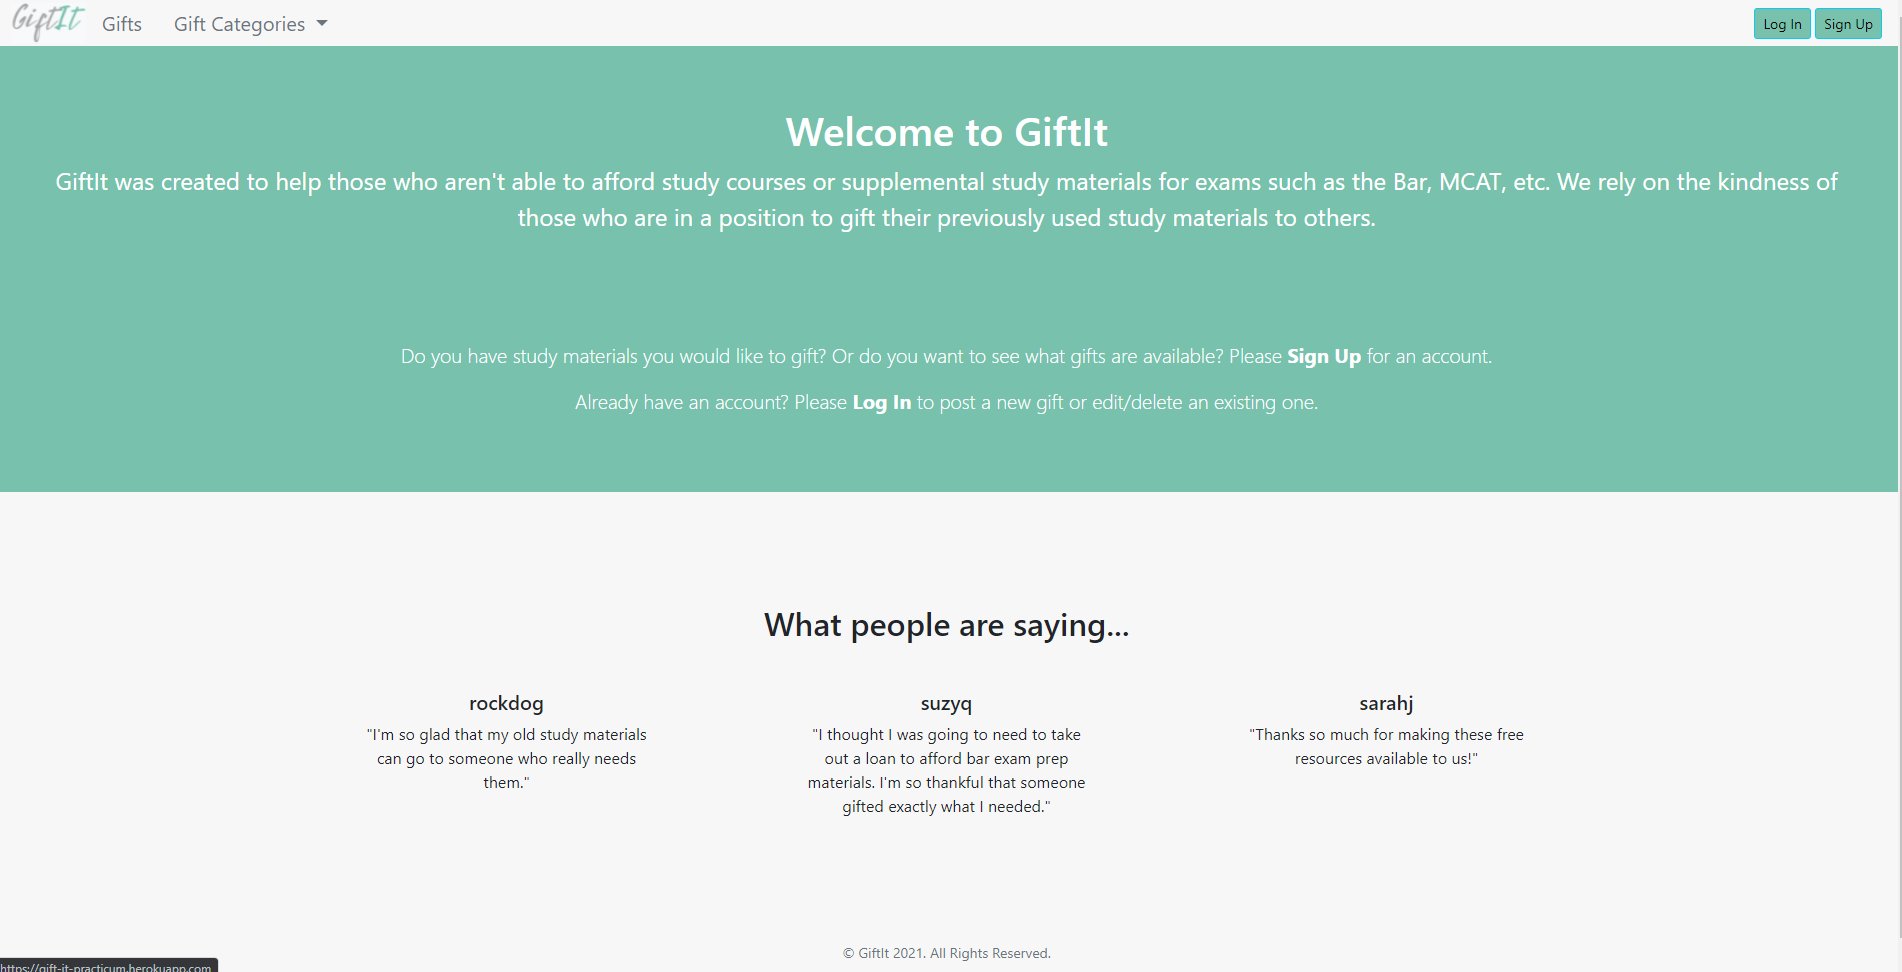 GiftIt Gifts Gift Categories Log In Sign Up
Welcome to GiftIt
GiftIt was created to help those who aren't able to afford study courses or supplemental study materials for exams such as the Bar, MCAT, etc. We rely on the kindness of
those who are in a position to gift their previously used study materials to others.
Do you have study materials you would like to gift? Or do you want to see what gifts are available? Please Sign Up for an account.
Already have an account? Please Log In to post a new gift or edit/delete an existing one.
What people are saying...
rockdog
"I'm so glad that my old study materials
can go to someone who really needs
them."
suzyq
"I thought I was going to need to take
out a loan to afford bar exam prep
materials. I'm so thankful that someone
gifted exactly what I needed."
sarahj
"Thanks so much for making these free
resources available to us!"
© GiftIt 2021. All Rights Reserved.
https://gift-it-practicum.herokuapp.com